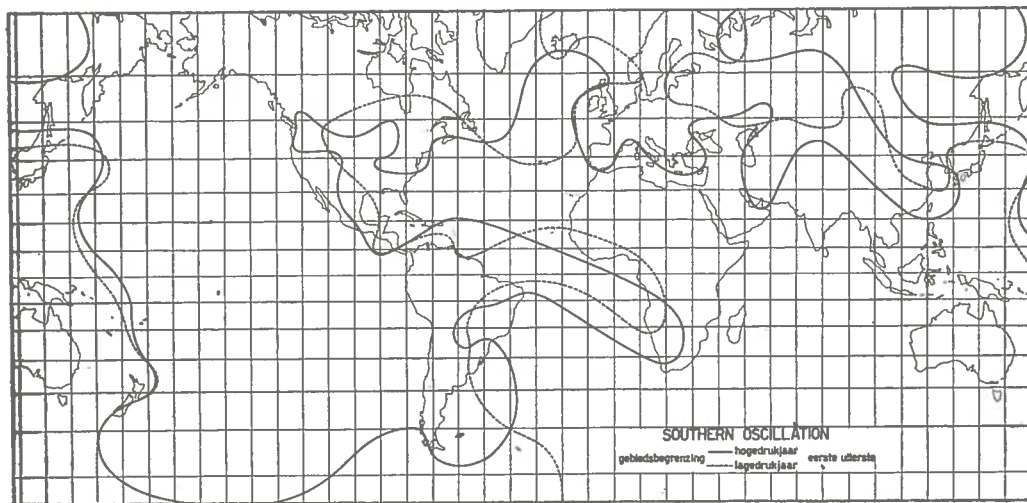 SOUTHERN OSCILLATION
gebiedsbegrenzing hogedrukjaar eerste uiterste
lagedrukjaar